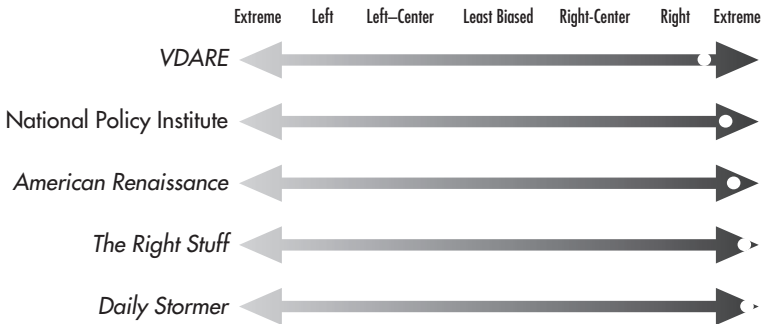 Extreme Left Left–Center Least Biased Right-Center Right Extreme
VDARE
National Policy Institute
American Renaissance
The Right Stuff
Daily Stormer